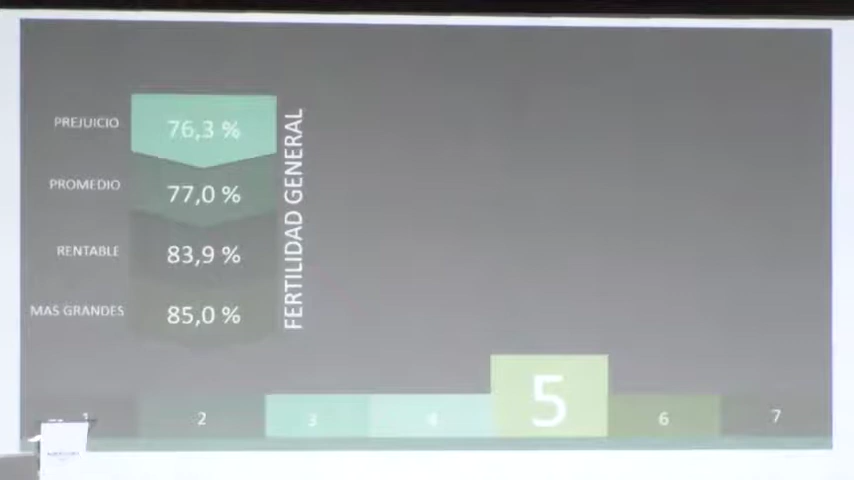 PREJUICIO 76,3 %
PROMEDIO 77,0 %
RENTABLE 83,9 %
MAS GRANDES 85,0 %
FERTILIDAD GENERAL
1 2 3 4 5 6 7